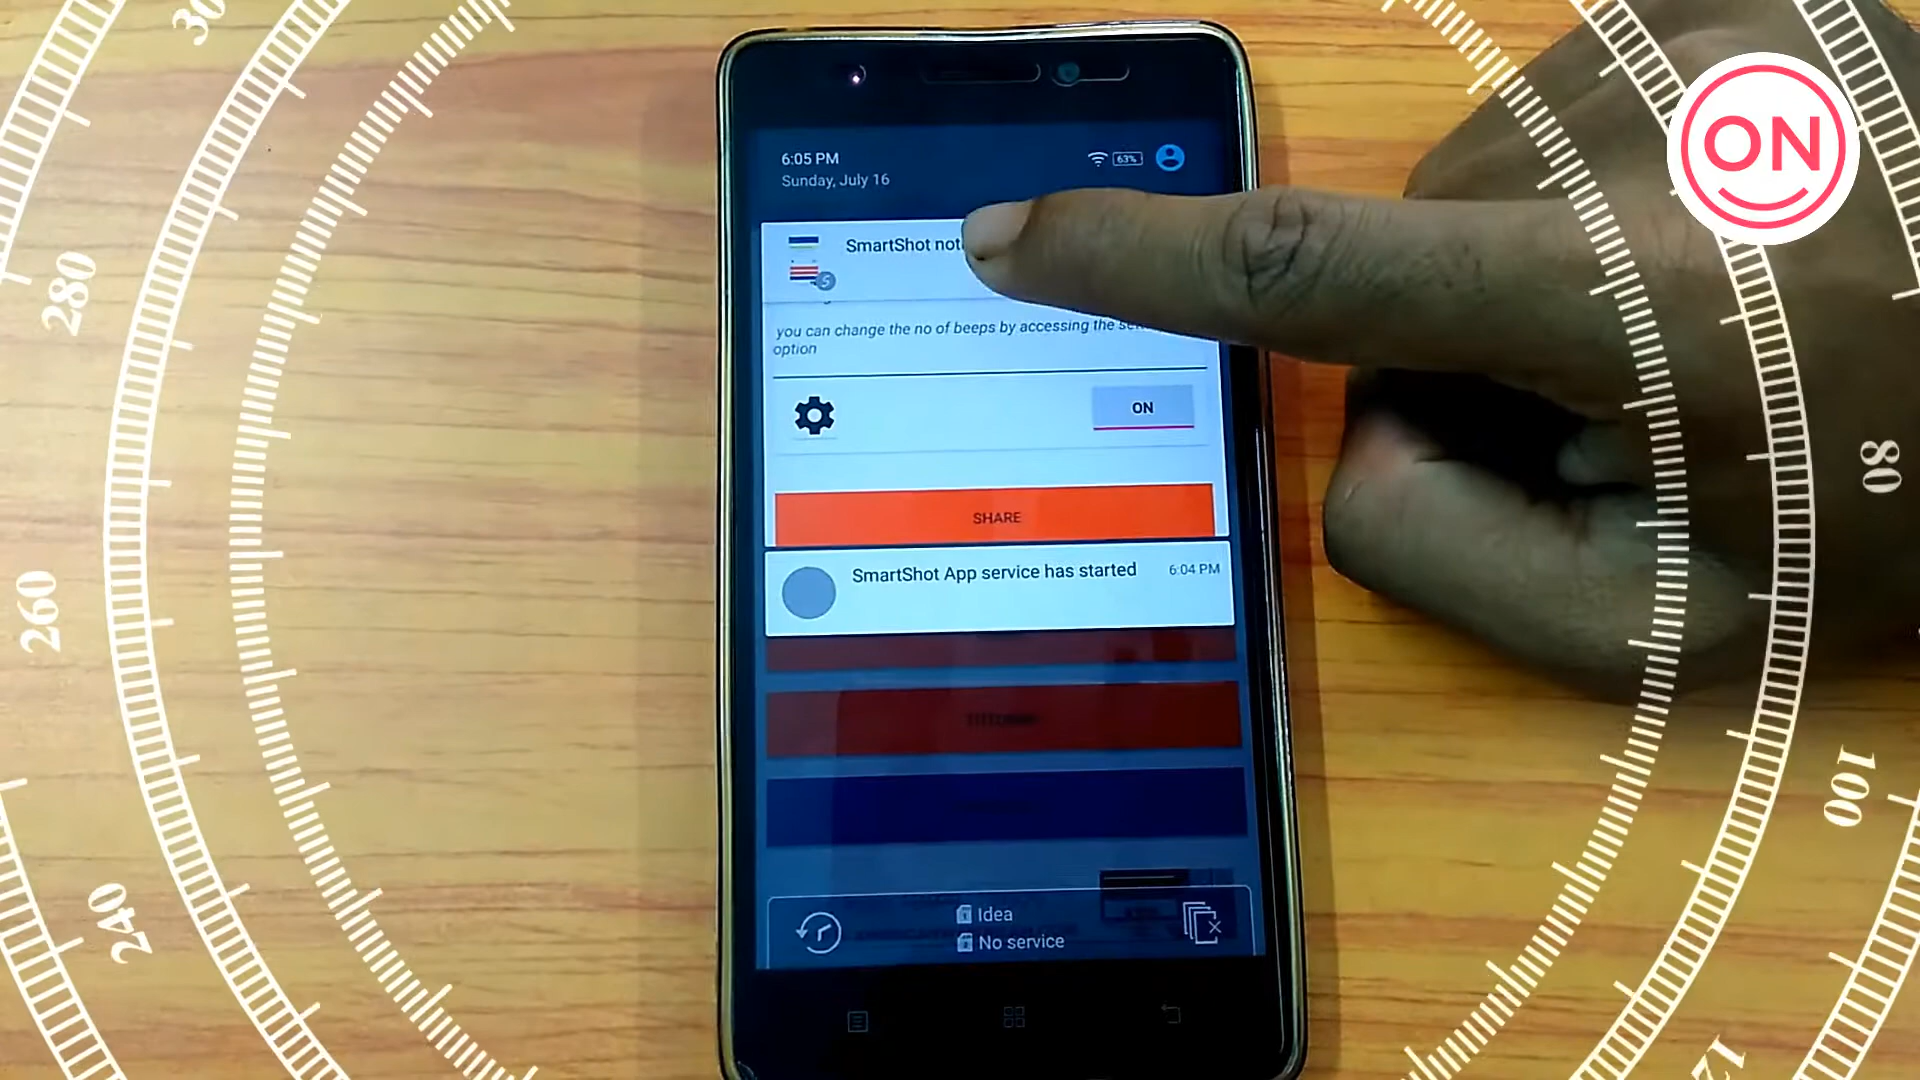 30
280
260
240
80
100
12
ON
6:05 PM
63%
Sunday, July 16
SmartShot
you can change the no of beeps by accessing the
option
ON
SHARE
SmartShot App service has started
6:04 PM
Idea
No service